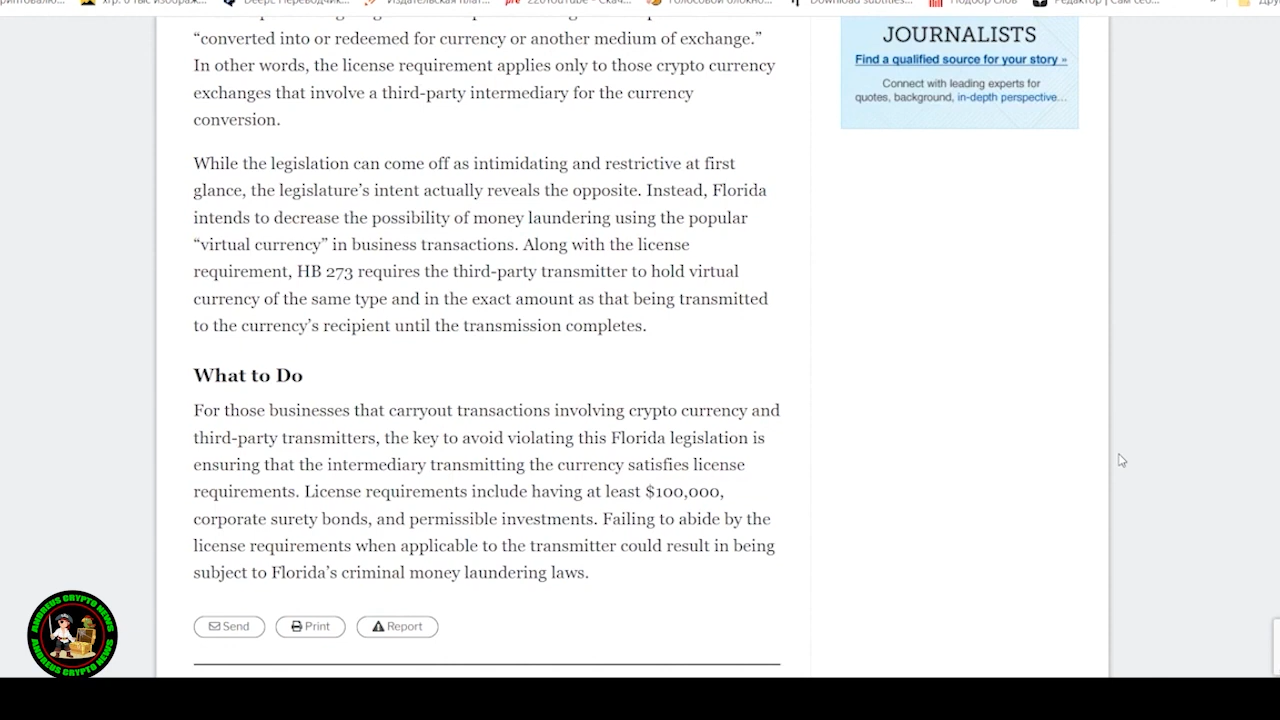 “converted into or redeemed for currency or another medium of exchange.”
In other words, the license requirement applies only to those crypto currency
exchanges that involve a third-party intermediary for the currency
conversion.
While the legislation can come off as intimidating and restrictive at first
glance, the legislature’s intent actually reveals the opposite. Instead, Florida
intends to decrease the possibility of money laundering using the popular
“virtual currency” in business transactions. Along with the license
requirement, HB 273 requires the third-party transmitter to hold virtual
currency of the same type and in the exact amount as that being transmitted
to the currency’s recipient until the transmission completes.
What to Do
For those businesses that carryout transactions involving crypto currency and
third-party transmitters, the key to avoid violating this Florida legislation is
ensuring that the intermediary transmitting the currency satisfies license
requirements. License requirements include having at least $100,000,
corporate surety bonds, and permissible investments. Failing to abide by the
license requirements when applicable to the transmitter could result in being
subject to Florida’s criminal money laundering laws.
Send Print Report
JOURNALISTS
Find a qualified source for your story »
Connect with leading experts for
quotes, background, in-depth perspective...
ANDREUS CRYPTO NEWS
ANDREUS CRYPTO NEWS